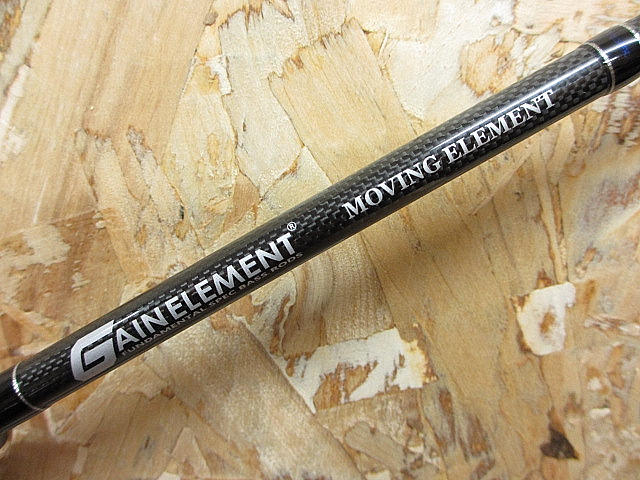 GAINELEMENT®
FUNDAMENTAL SPEC BASS RODS
MOVING ELEMENT